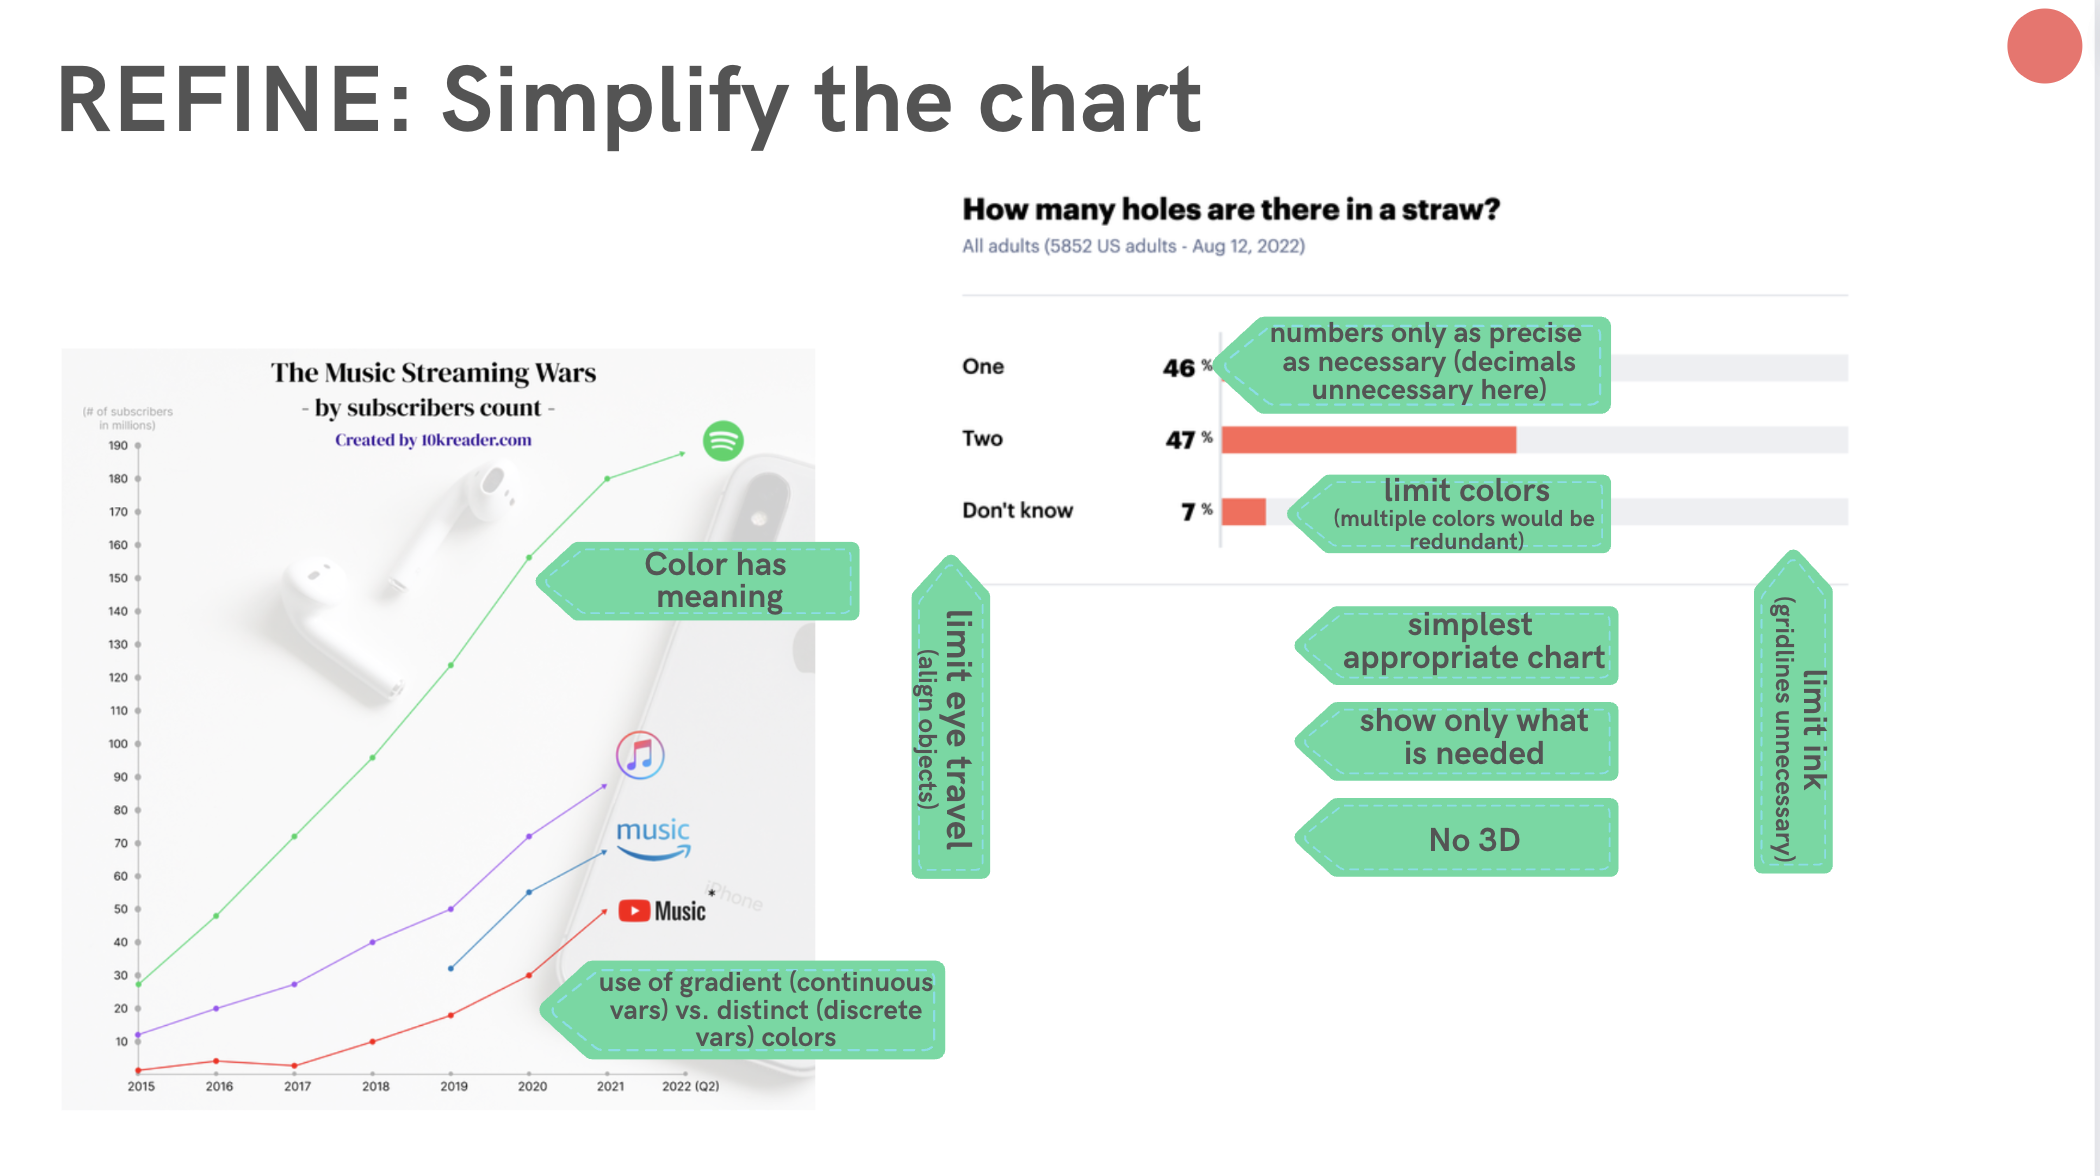 REFINE: Simplify the chart
The Music Streaming Wars
- by subscribers count -
Created by 10kreader.com
(# of subscribers
in millions)
190
180
170
160
150
140
130
120
110
100
90
80
70
60
50
40
30
20
10
2015 2016 2017 2018 2019 2020 2021 2022 (Q2)
music
Music*
iPhone
Color has
meaning
use of gradient (continuous
vars) vs. distinct (discrete
vars) colors
How many holes are there in a straw?
All adults (5852 US adults - Aug 12, 2022)
One 46 %
Two 47 %
Don't know 7 %
numbers only as precise
as necessary (decimals
unnecessary here)
limit colors
(multiple colors would be
redundant)
limit eye travel
(align objects)
simplest
appropriate chart
show only what
is needed
No 3D
limit ink
(gridlines unnecessary)